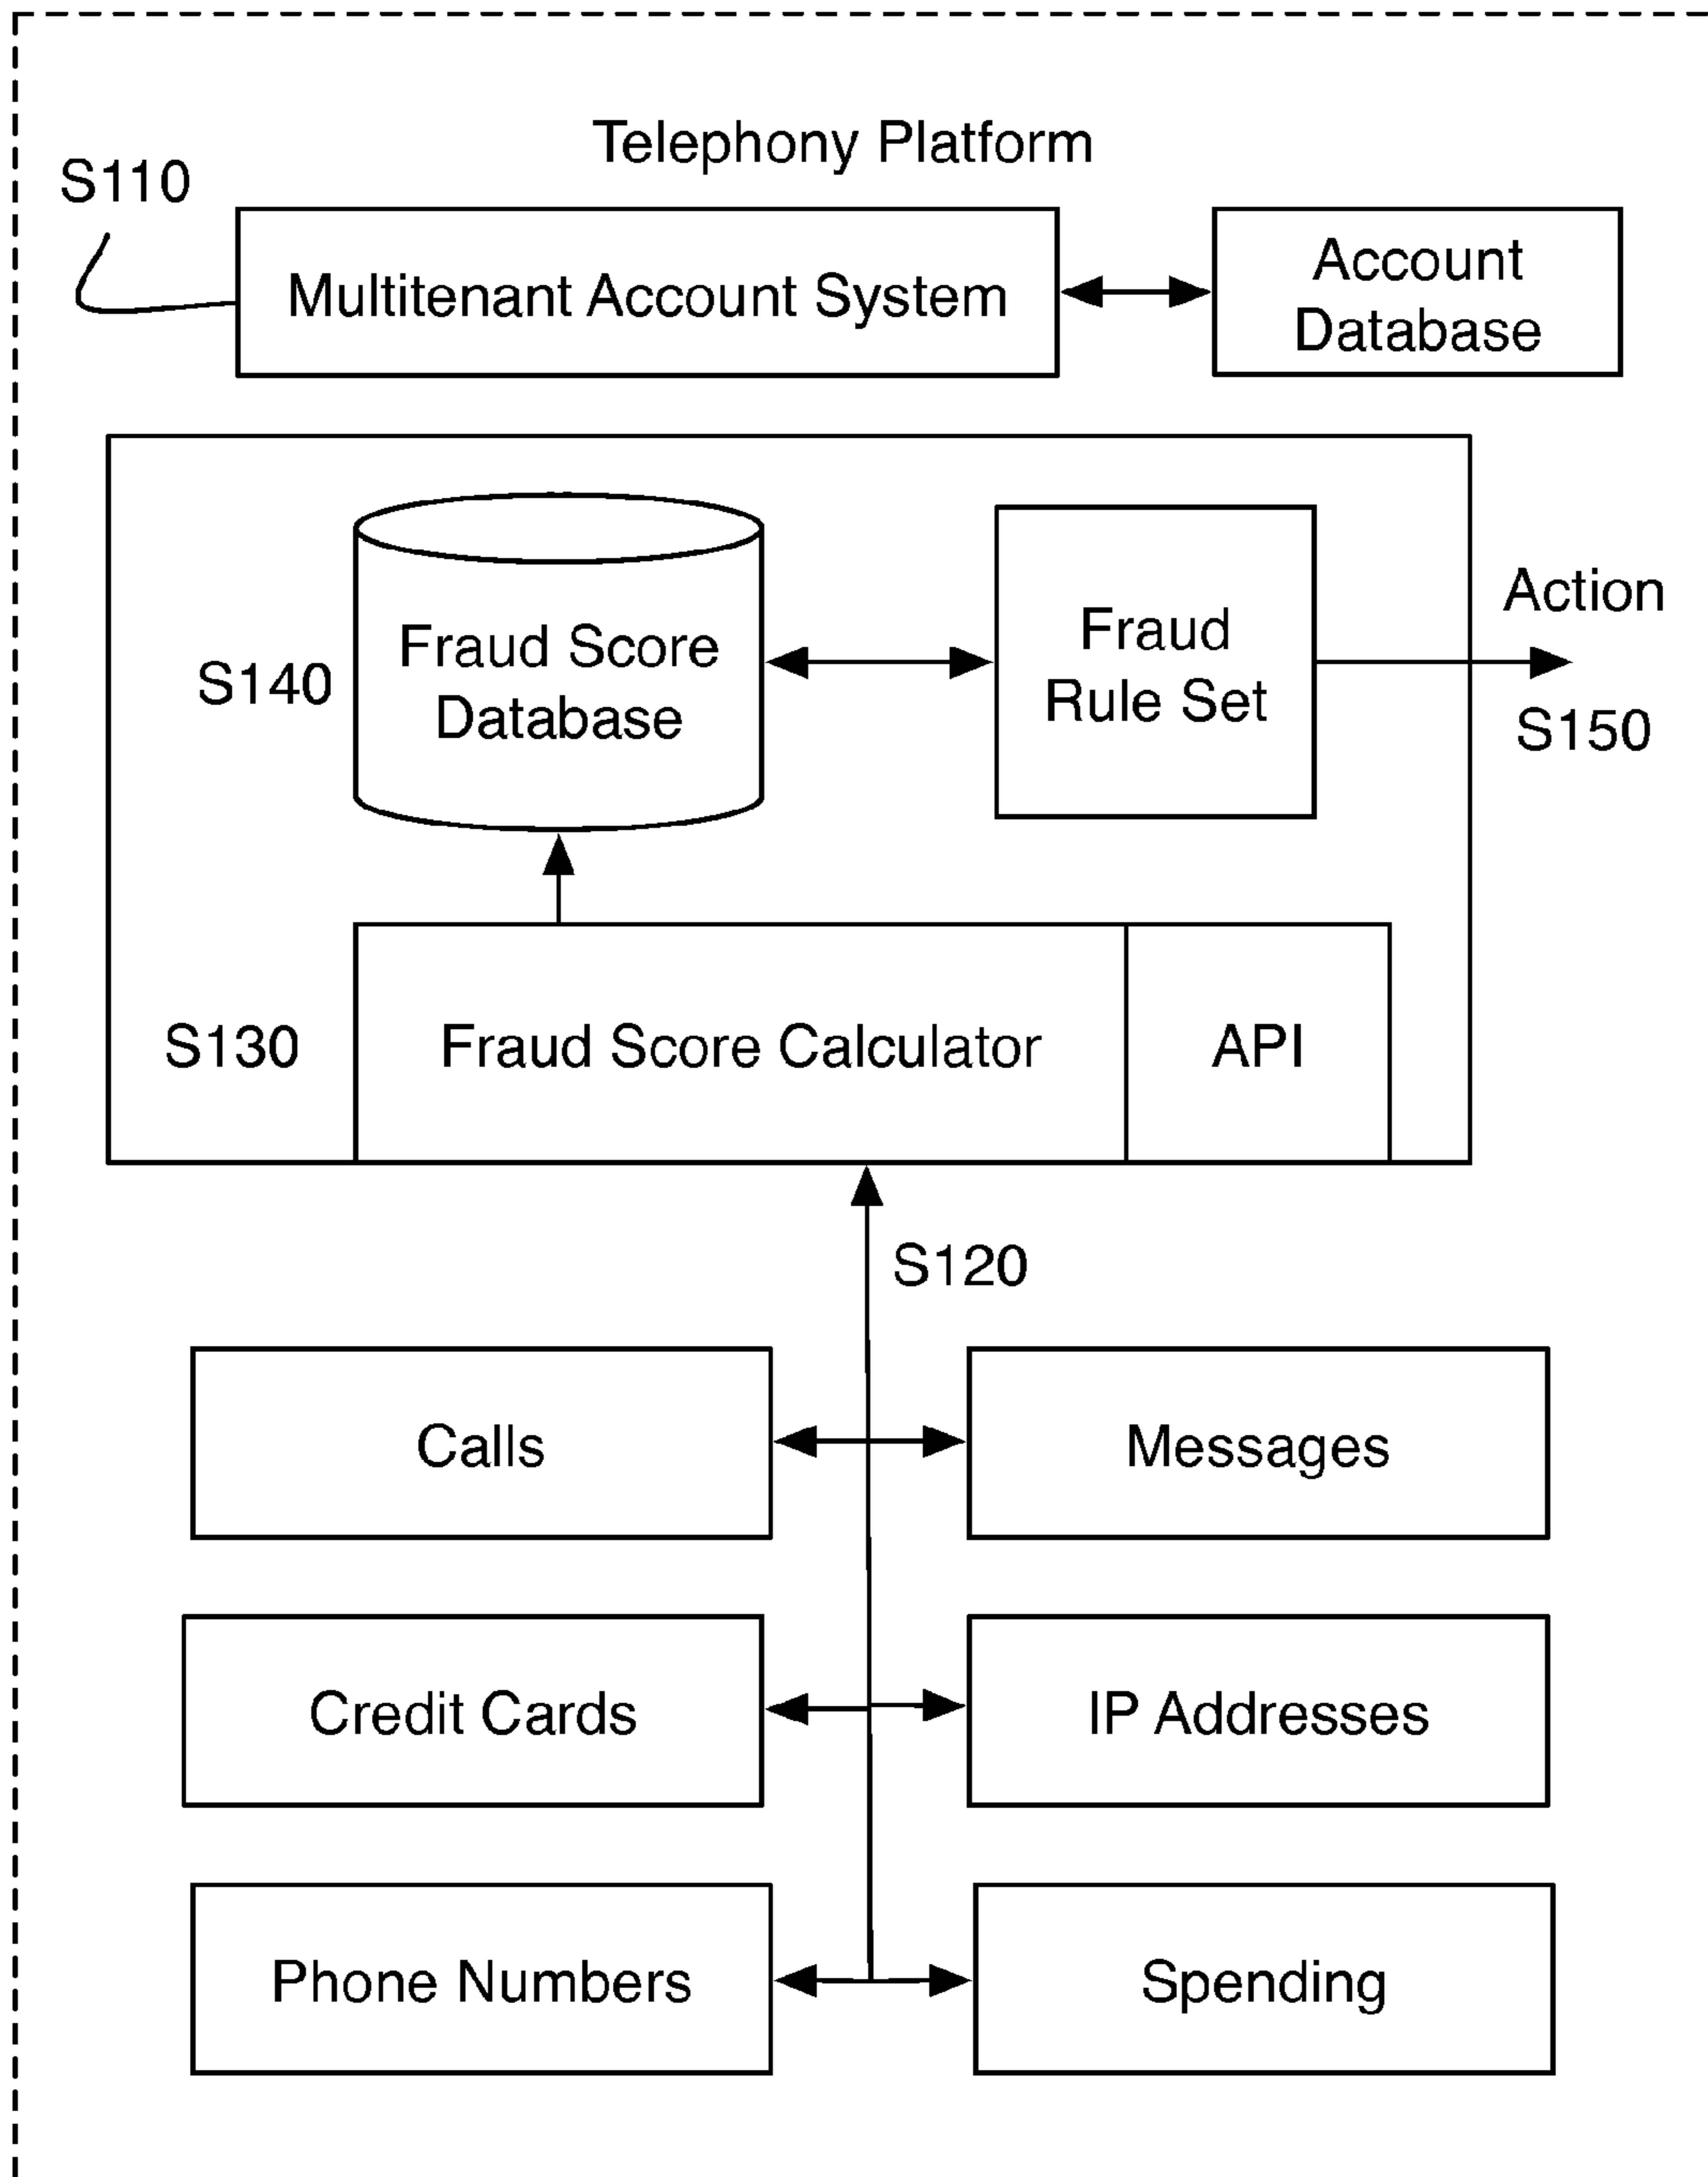 Telephony Platform
S110
Multitenant Account System
Account
Database
Fraud Score
Database
S140
Fraud
Rule Set
Action
S150
S130
Fraud Score Calculator
API
S120
Calls
Messages
Credit Cards
IP Addresses
Phone Numbers
Spending